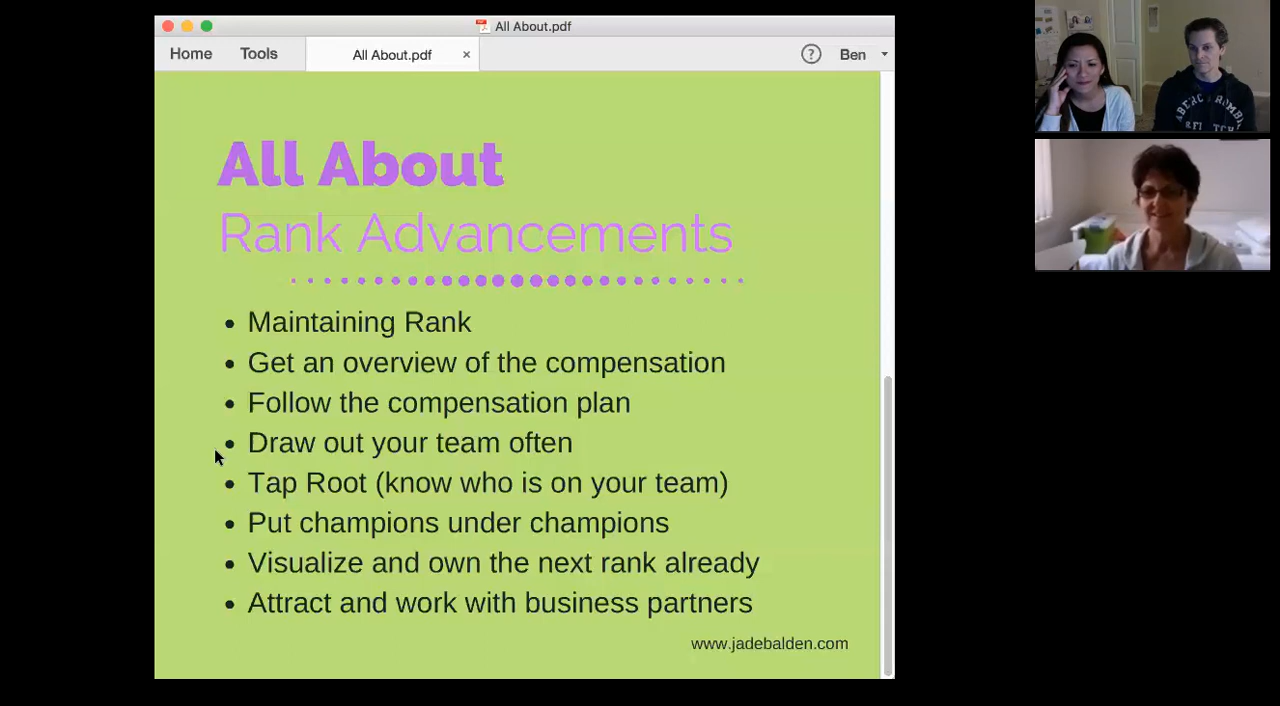 All About.pdf
Home Tools All About.pdf × ? Ben
All About
Rank Advancements
• Maintaining Rank
• Get an overview of the compensation
• Follow the compensation plan
• Draw out your team often
• Tap Root (know who is on your team)
• Put champions under champions
• Visualize and own the next rank already
• Attract and work with business partners
www.jadebalden.com